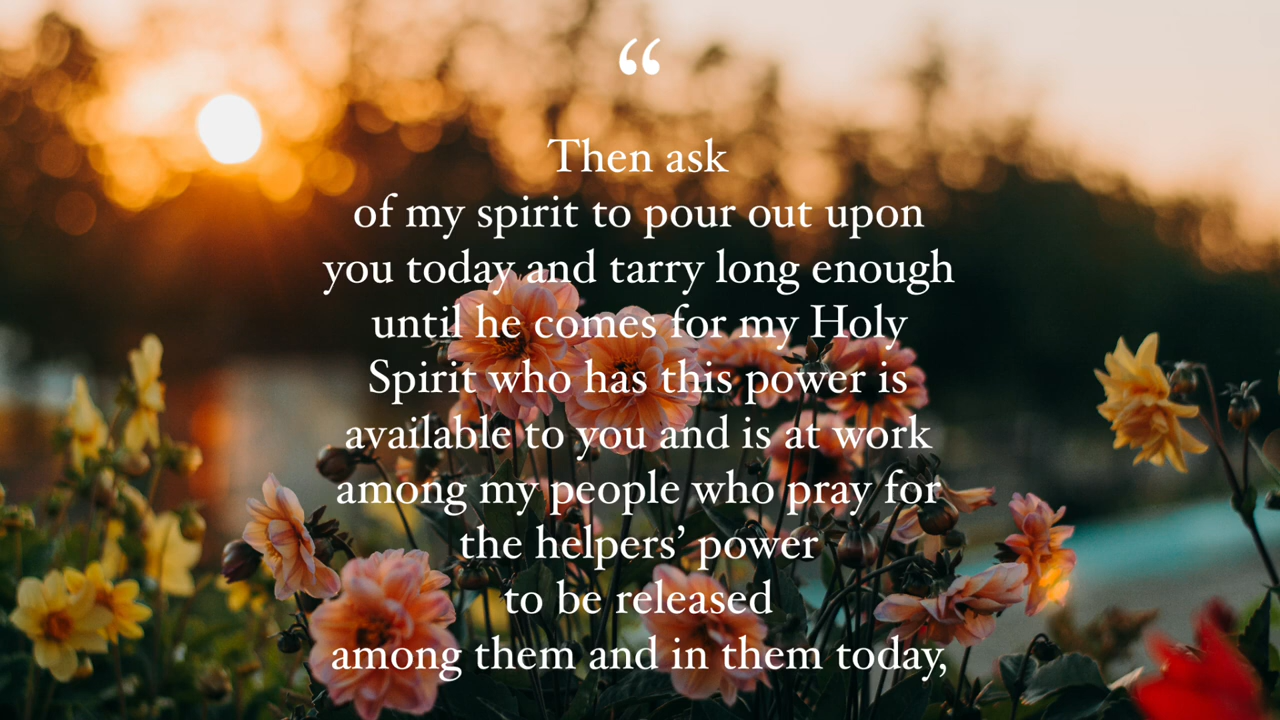 “
Then ask
of my spirit to pour out upon
you today and tarry long enough
until he comes for my Holy
Spirit who has this power is
available to you and is at work
among my people who pray for
the helpers’ power
to be released
among them and in them today,